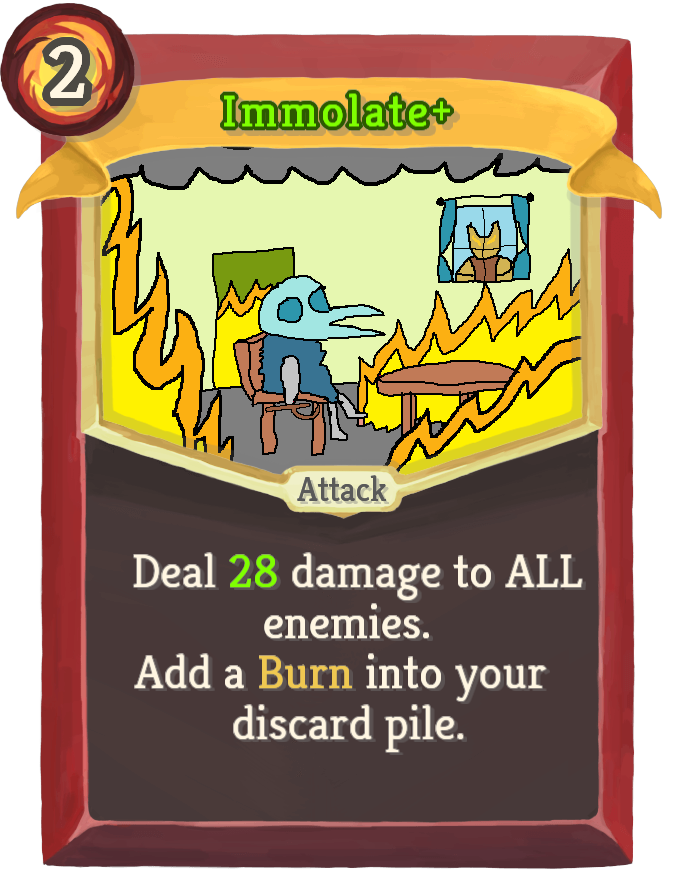 2
Immolate+
Attack
Deal 28 damage to ALL
enemies.
Add a Burn into your
discard pile.